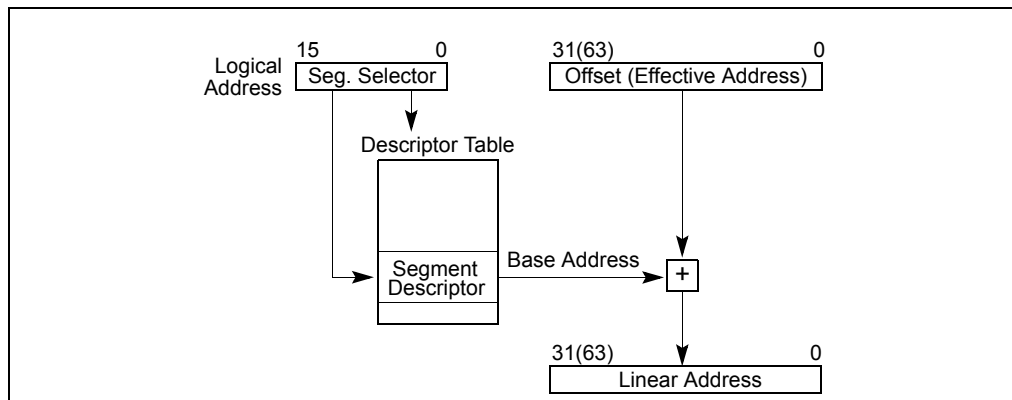 15 0 31(63) 0
Logical
Address
Seg. Selector
Offset (Effective Address)
Descriptor Table
Segment
Descriptor
Base Address
+
31(63) 0
Linear Address